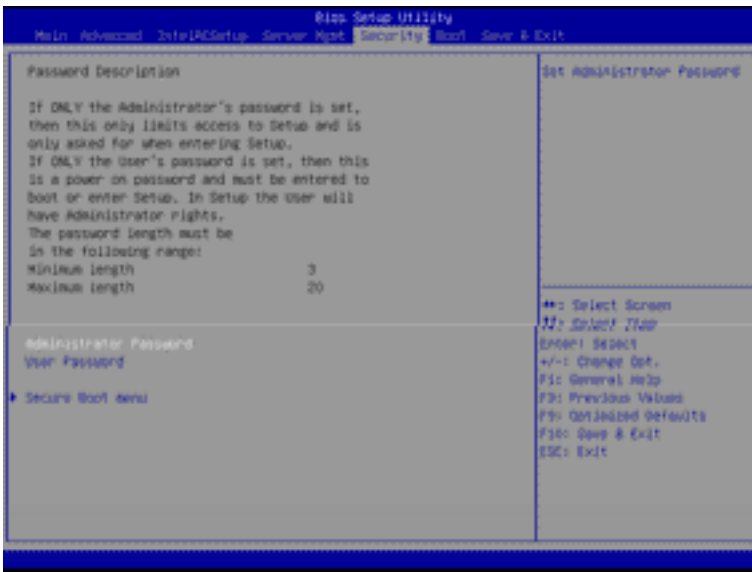 Bios Setup Utility
Main Advanced IntelRCSetup Server Mgmt Security Boot Save & Exit
Password Description
If ONLY the Administrator's password is set,
then this only limits access to Setup and is
only asked for when entering Setup.
If ONLY the User's password is set, then this
is a power on password and must be entered to
boot or enter Setup. In Setup the User will
have Administrator rights.
The password length must be
in the following range:
Minimum length 3
Maximum length 20
Administrator Password
User Password
Secure Boot menu
Set Administrator Password
: Select Screen
: Select Item
Enter: Select
+/-: Change Opt.
F1: General Help
: Previous Values
F9: Optimized Defaults
F10: Save & Exit
ESC: Exit